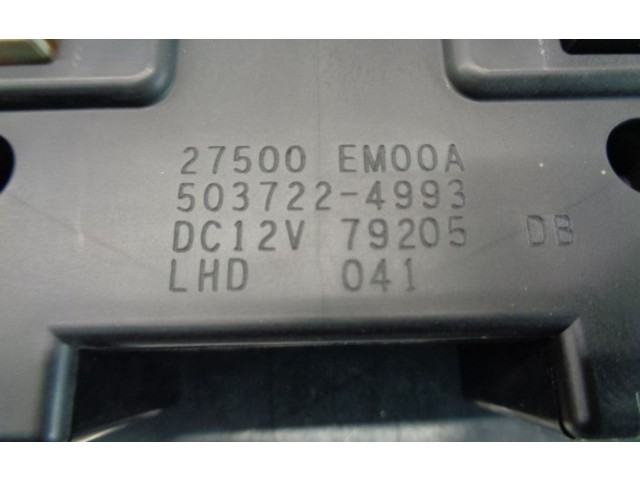 27500 EM00A
503722-4993
DC12V 79205 DB
LHD 041